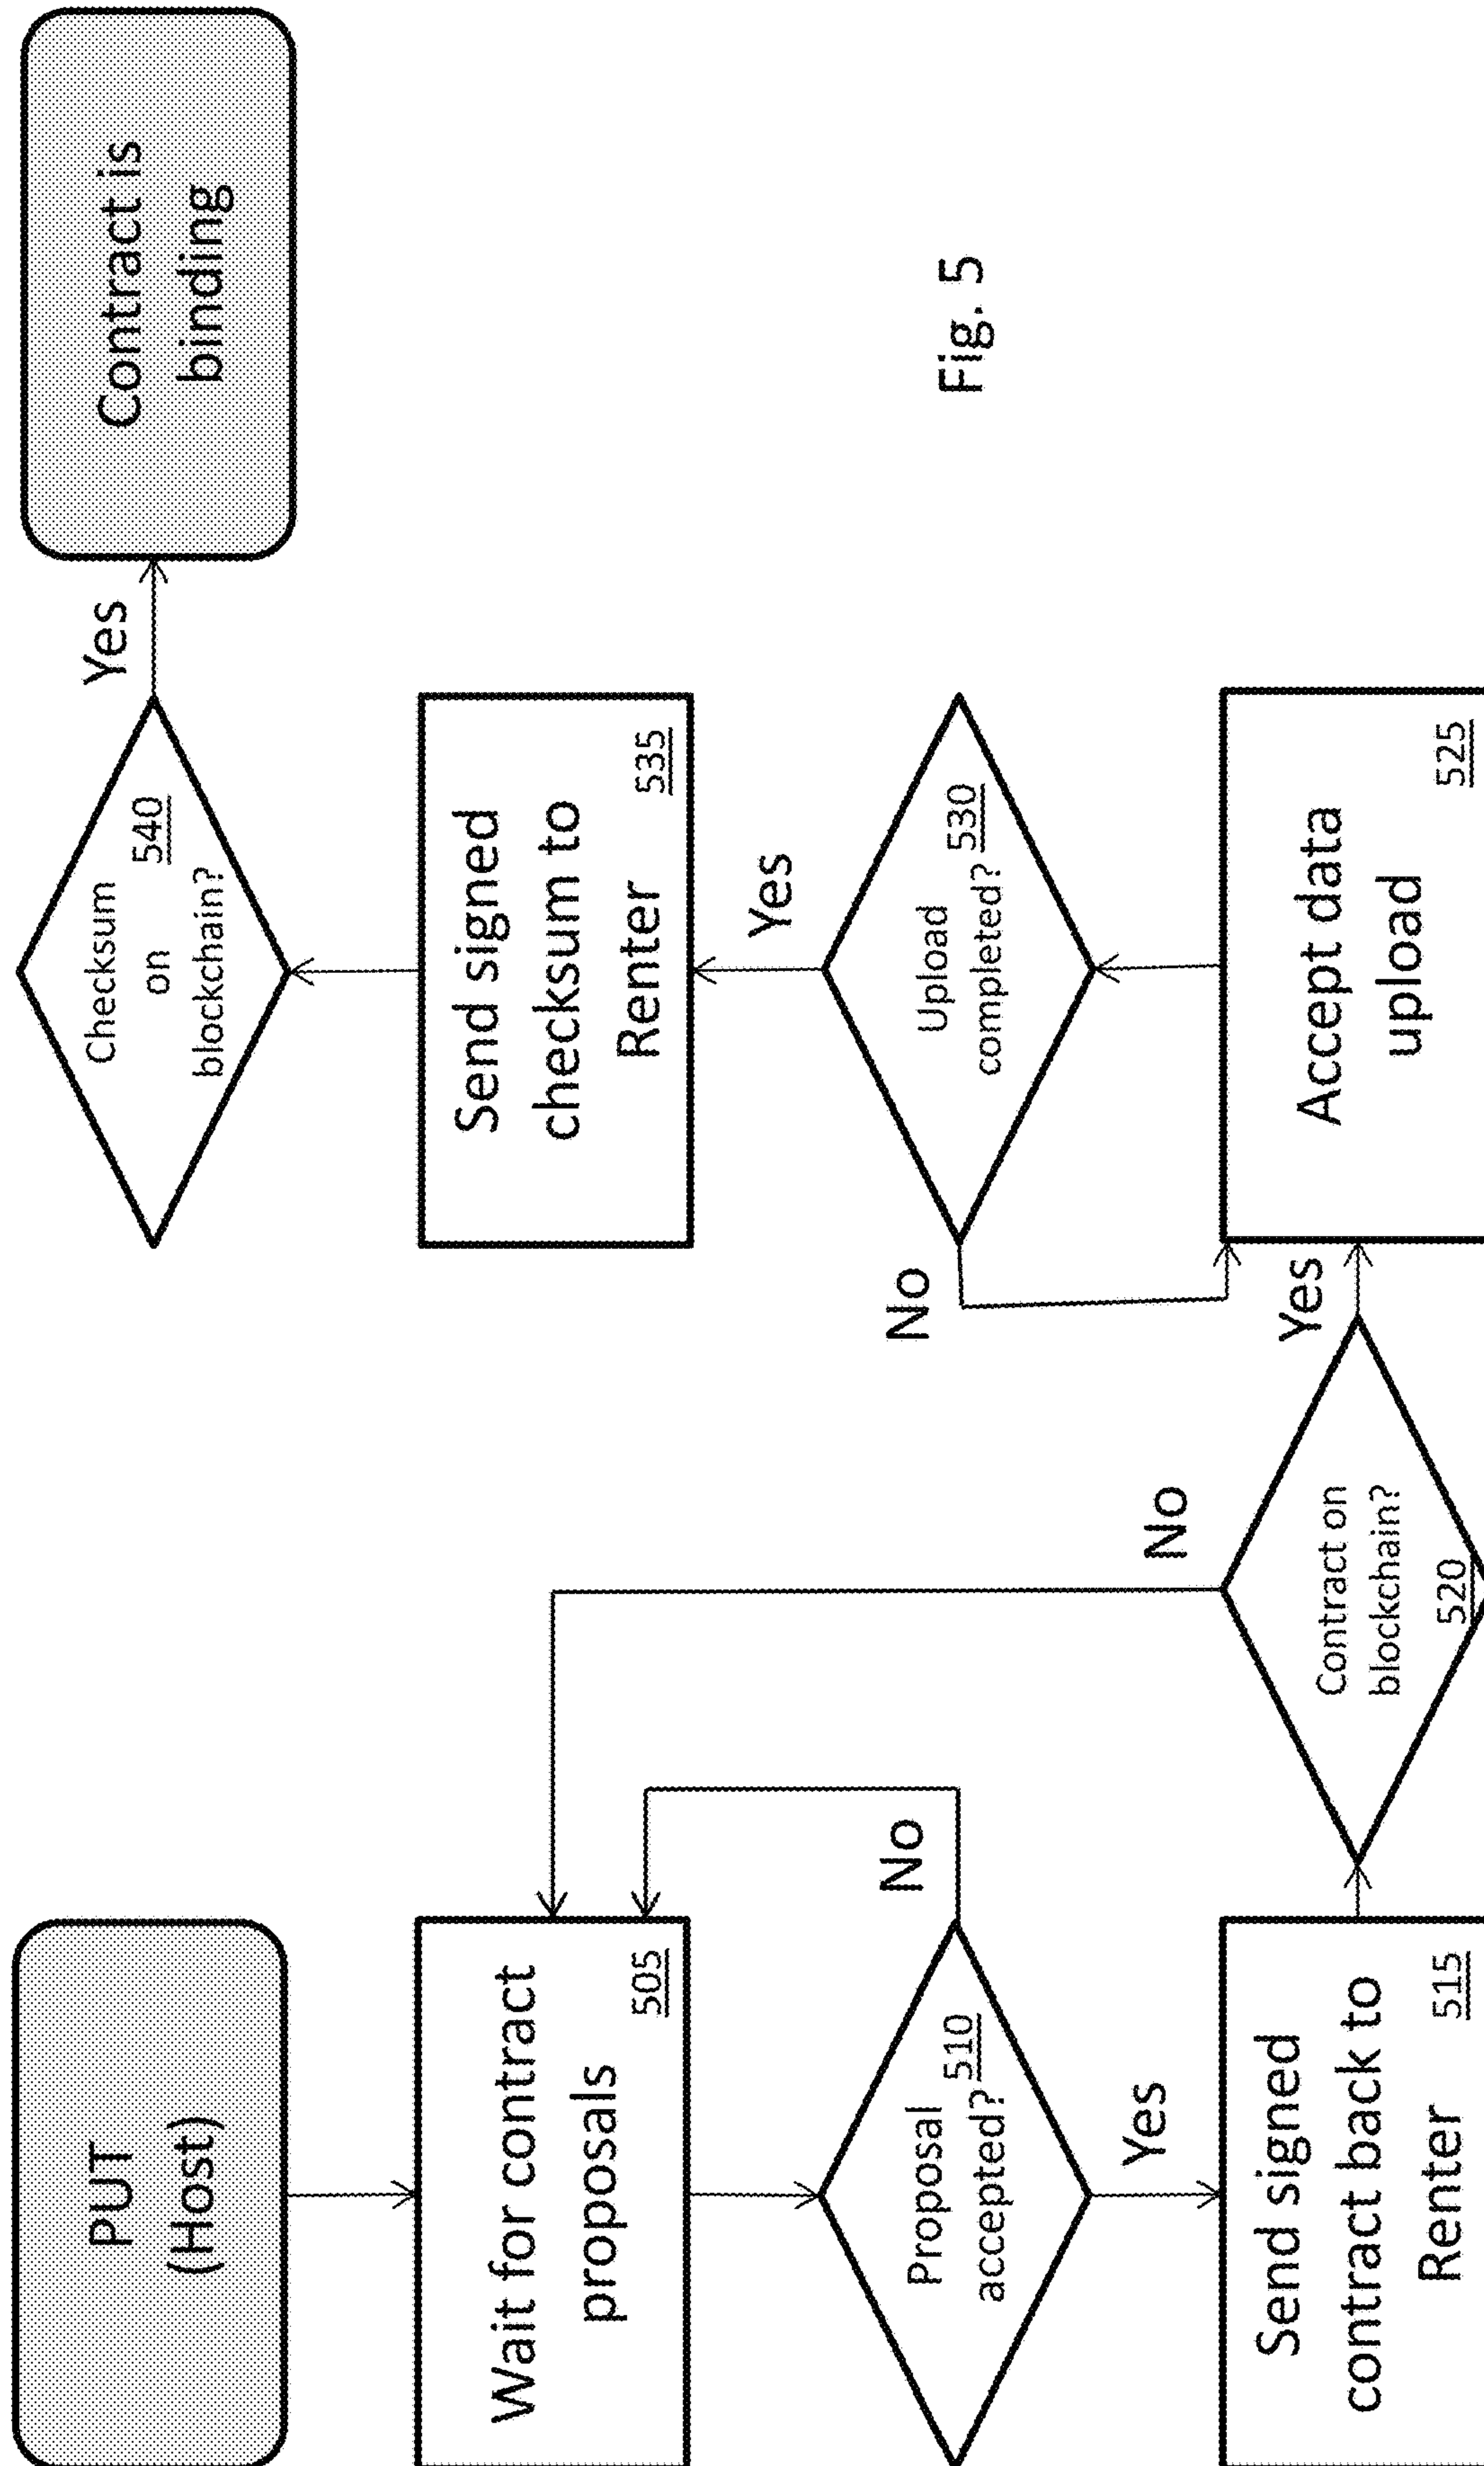 PUT
(Host)
Wait for contract
proposals
505
Proposal
accepted?
510
No
Yes
Send signed
contract back to
Renter
515
Contract on
blockchain?
520
No
Yes
Accept data
upload
525
Upload
completed?
530
No
Yes
Send signed
checksum to
Renter
535
Checksum
on
blockchain?
540
Yes
Contract is
binding
Fig. 5